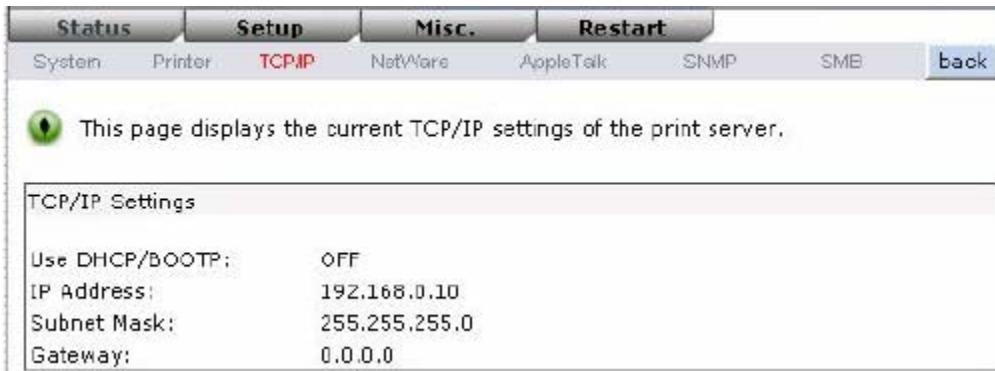 Status Setup Misc. Restart
System Printer TCP/IP NetWare AppleTalk SNMP SMB back
This page displays the current TCP/IP settings of the print server.
TCP/IP Settings
Use DHCP/BOOTP: OFF
IP Address: 192.168.0.10
Subnet Mask: 255.255.255.0
Gateway: 0.0.0.0